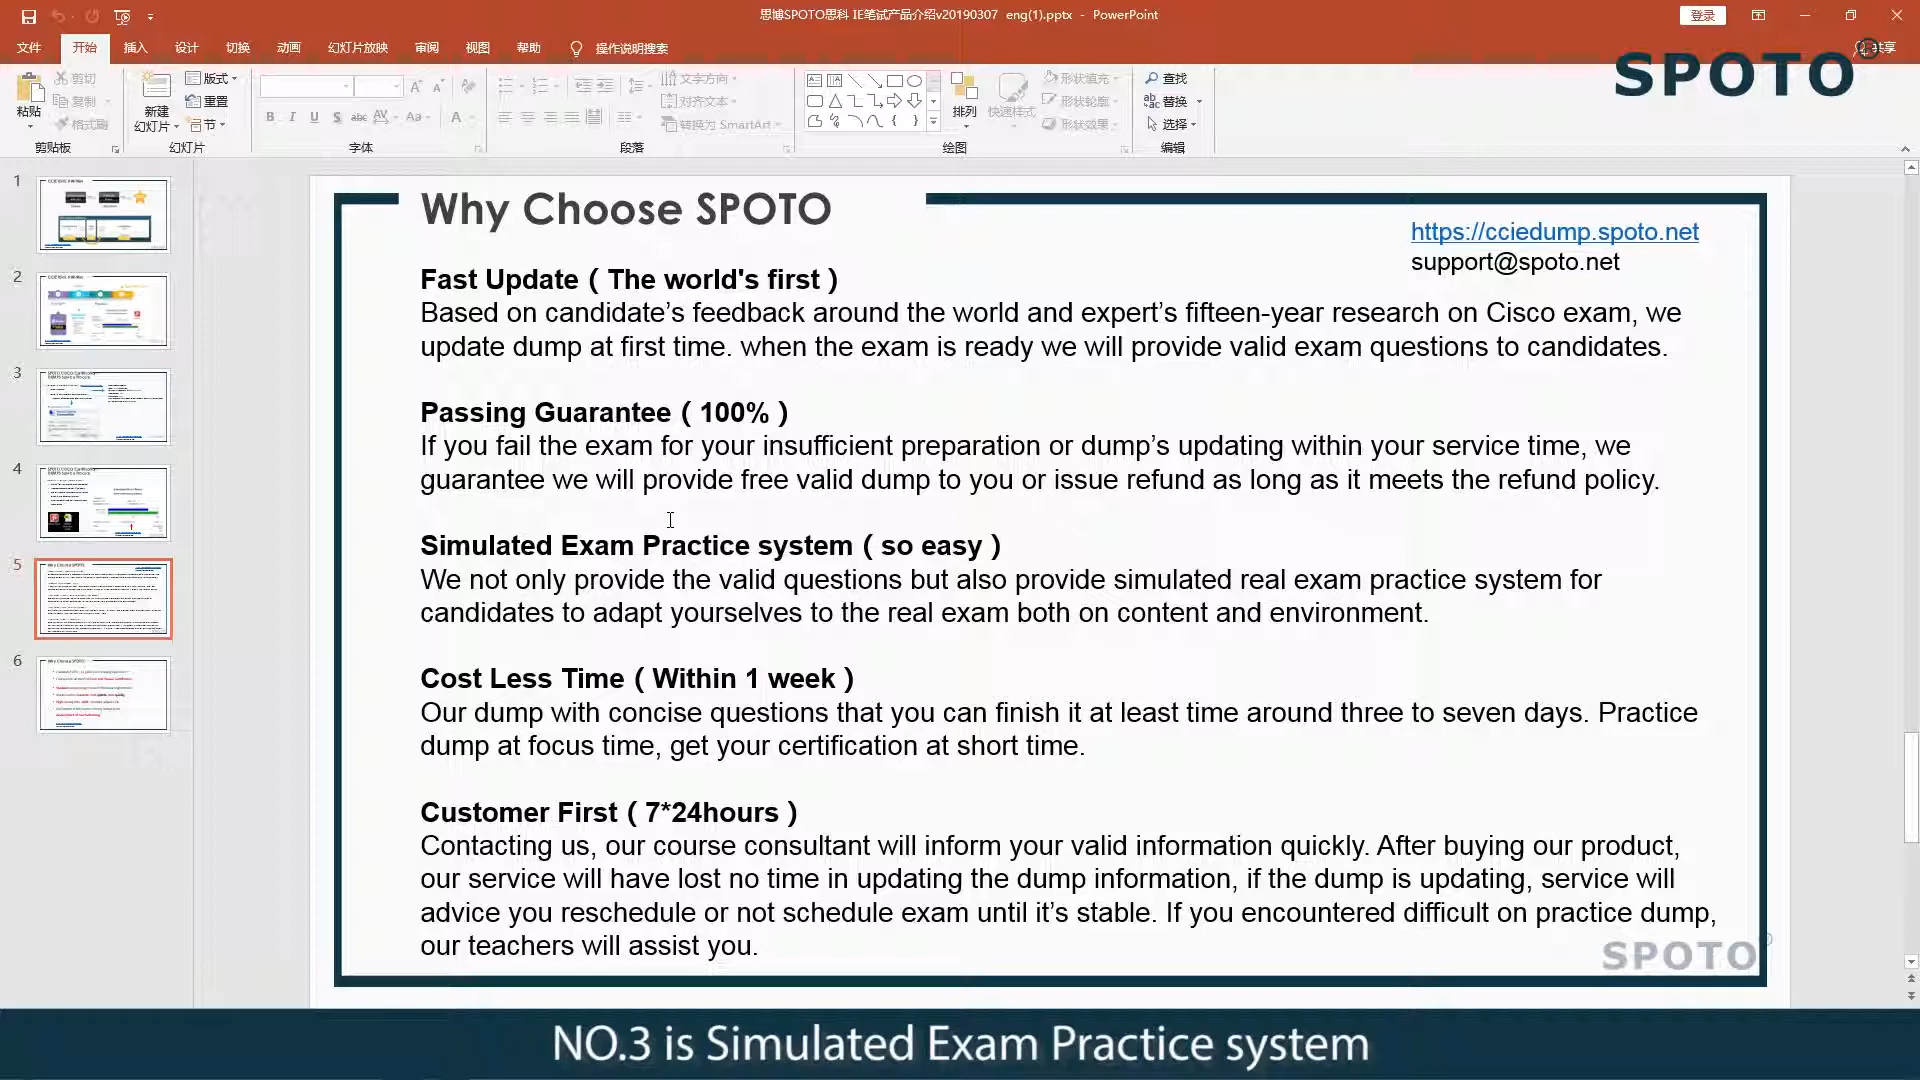 思博SPOTO思科 IE笔试产品介绍v20190307 eng(1).pptx - PowerPoint
登录
文件 开始 插入 设计 切换 动画 幻灯片放映 审阅 视图 帮助 操作说明搜索 共享
SPOTO
粘贴 剪切 复制 格式刷 剪贴板
新建 幻灯片 版式 重置 节 幻灯片
B I U S abc AV Aa A 字体
文字方向 对齐文本 转换为 SmartArt 段落
排列 快速样式 形状填充 形状轮廓 形状效果 绘图
查找 替换 选择 编辑
1
2
3
4
5
6
Why Choose SPOTO
https://cciedump.spoto.net
support@spoto.net
Fast Update ( The world's first )
Based on candidate’s feedback around the world and expert’s fifteen-year research on Cisco exam, we
update dump at first time. when the exam is ready we will provide valid exam questions to candidates.
Passing Guarantee ( 100% )
If you fail the exam for your insufficient preparation or dump’s updating within your service time, we
guarantee we will provide free valid dump to you or issue refund as long as it meets the refund policy.
Simulated Exam Practice system ( so easy )
We not only provide the valid questions but also provide simulated real exam practice system for
candidates to adapt yourselves to the real exam both on content and environment.
Cost Less Time ( Within 1 week )
Our dump with concise questions that you can finish it at least time around three to seven days. Practice
dump at focus time, get your certification at short time.
Customer First ( 7*24hours )
Contacting us, our course consultant will inform your valid information quickly. After buying our product,
our service will have lost no time in updating the dump information, if the dump is updating, service will
advice you reschedule or not schedule exam until it’s stable. If you encountered difficult on practice dump,
our teachers will assist you.
SPOTO
NO.3 is Simulated Exam Practice system